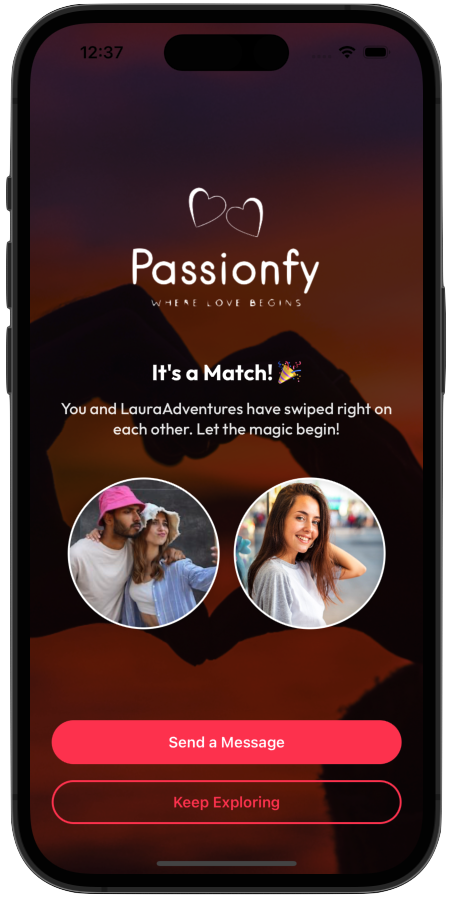 12:37
Passionfy
WHERE LOVE BEGINS
It's a Match! 🎉
You and LauraAdventures have swiped right on
each other. Let the magic begin!
Send a Message
Keep Exploring